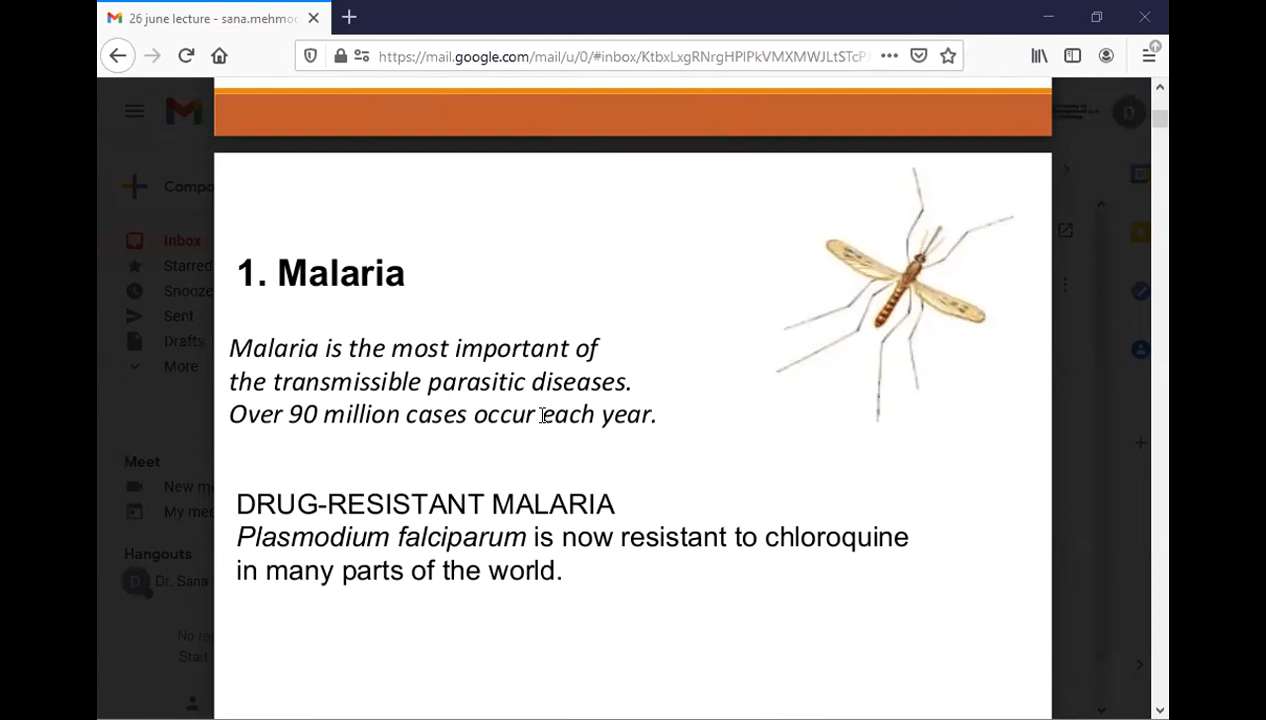 26 june lecture - sana.mehmoo
https://mail.google.com/mail/u/0/#inbox/KtbxLxgRNrgHPlPkVMXMWJLtSTcP
D
Compo
Inbox
Starred
Snooze
Sent
Drafts
More
1. Malaria
Malaria is the most important of
the transmissible parasitic diseases.
Over 90 million cases occur each year.
Meet
New me
My mee
Hangouts
D
Dr. Sana
DRUG-RESISTANT MALARIA
Plasmodium falciparum is now resistant to chloroquine
in many parts of the world.